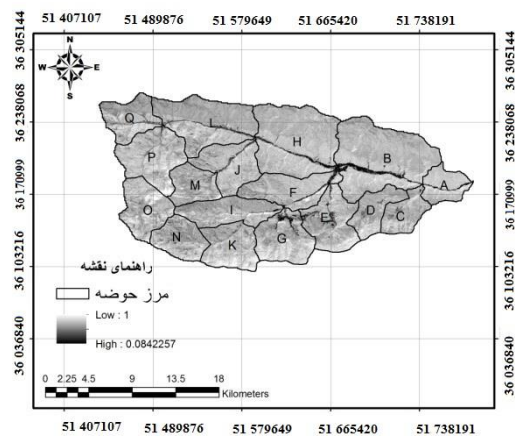 51 407107 51 489876 51 579649 51 665420 51 738191
36 305144 36 305144
N
W E
S
36 238068 36 238068
Q L H B
P
J
M A
36 170999 36 170999
F
O I D C
E
N K G
36 103216 36 103216
راهنمای نقشه
مرز حوضه
Low : 1
High : 0.0842257
36 036840 36 036840
0 2.25 4.5 9 13.5 18
Kilometers
51 407107 51 489876 51 579649 51 665420 51 738191